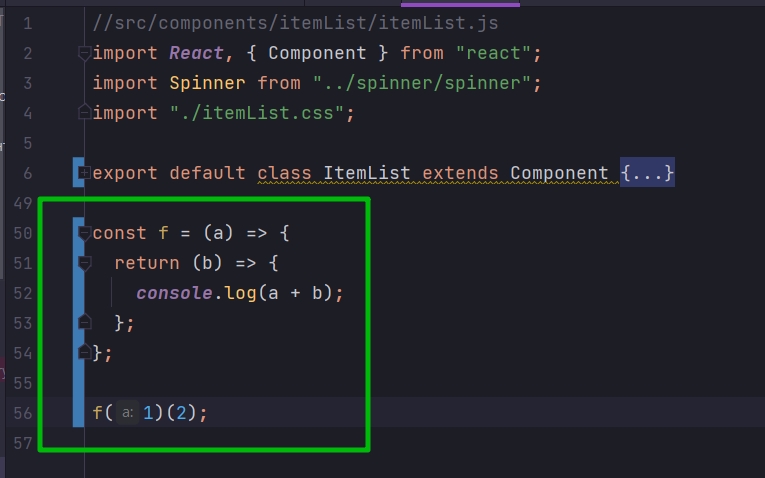 1 //src/components/itemList/itemList.js
2 import React, { Component } from "react";
3 import Spinner from "../spinner/spinner";
4 import "./itemList.css";
5
6 export default class ItemList extends Component {...}
49
50 const f = (a) => {
51   return (b) => {
52     console.log(a + b);
53   };
54 };
55
56 f( a: 1)(2);
57